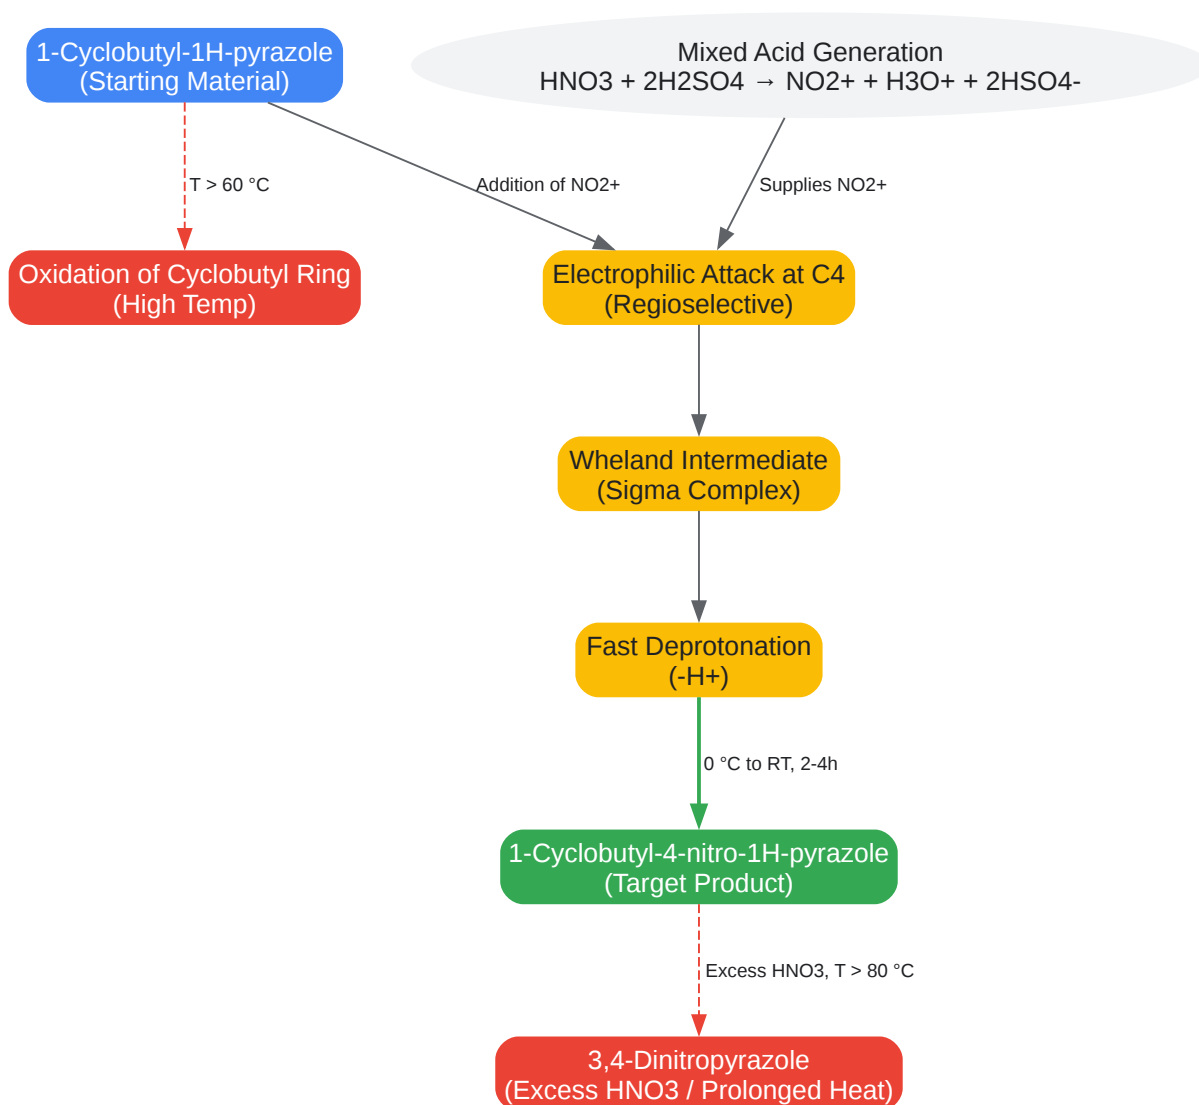 1-Cyclobutyl-1H-pyrazole
(Starting Material)
Mixed Acid Generation
HNO3 + 2H2SO4 → NO2+ + H3O+ + 2HSO4-
T > 60 °C
Addition of NO2+
Supplies NO2+
Oxidation of Cyclobutyl Ring
(High Temp)
Electrophilic Attack at C4
(Regioselective)
Wheland Intermediate
(Sigma Complex)
Fast Deprotonation
(-H+)
0 °C to RT, 2-4h
1-Cyclobutyl-4-nitro-1H-pyrazole
(Target Product)
Excess HNO3, T > 80 °C
3,4-Dinitropyrazole
(Excess HNO3 / Prolonged Heat)